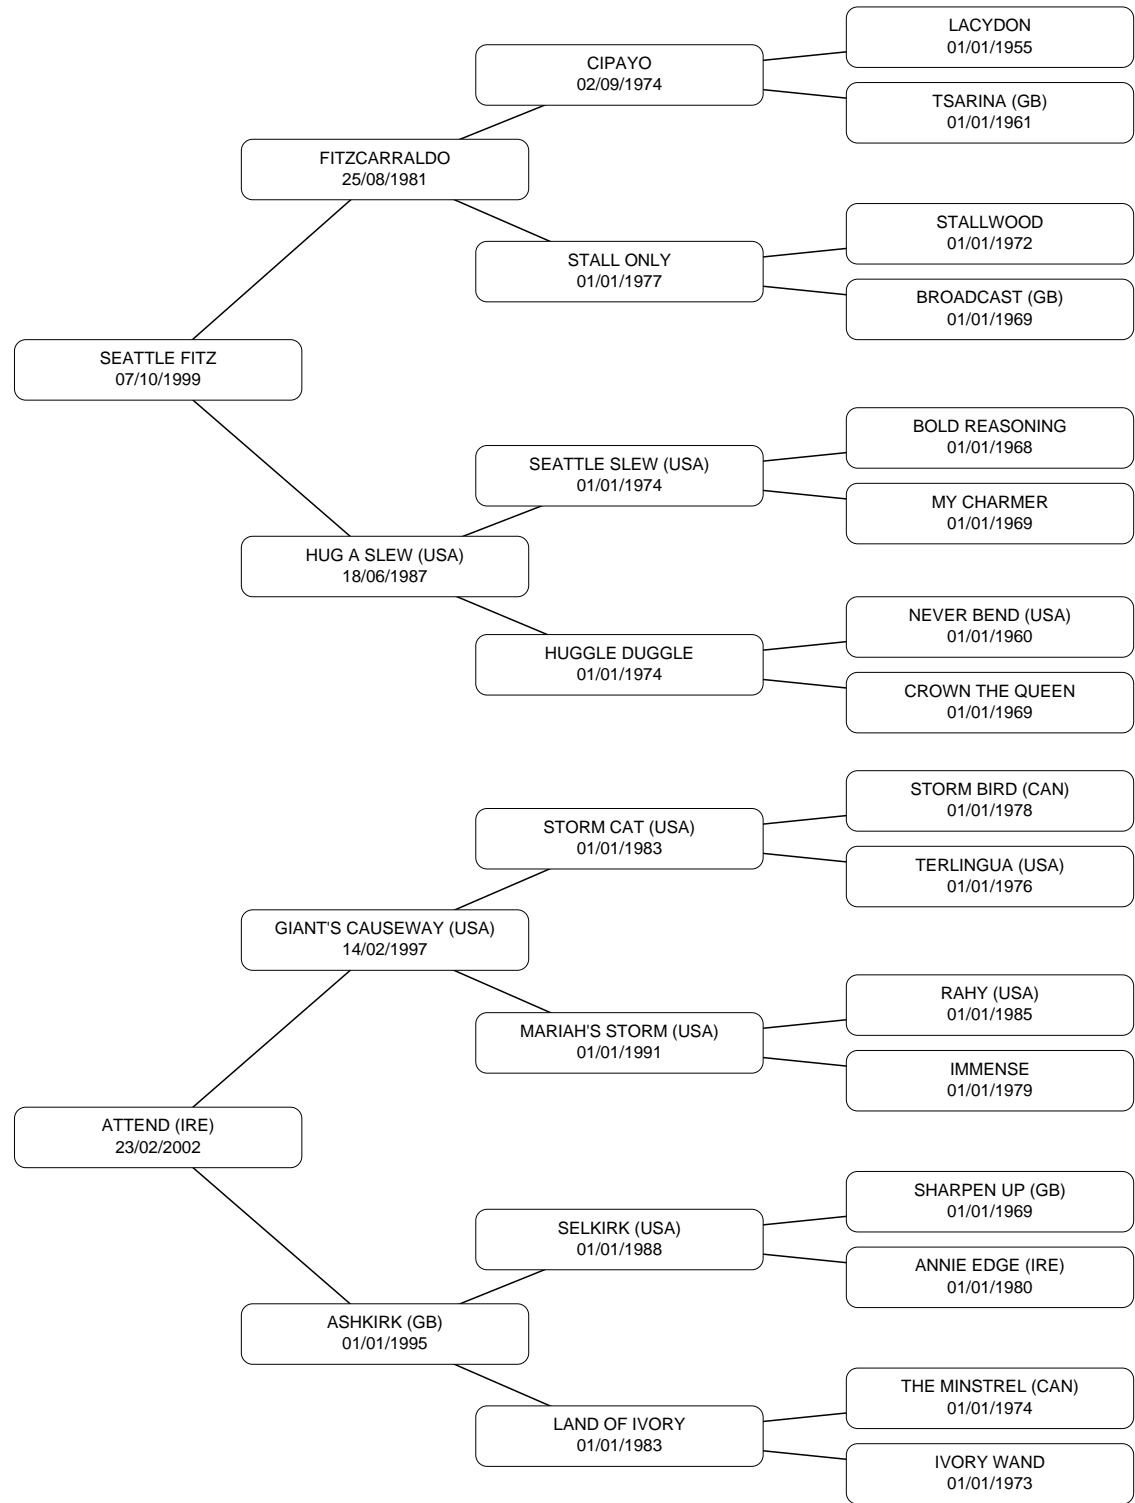 LACYDON
01/01/1955
CIPAYO
02/09/1974
TSARINA (GB)
01/01/1961
FITZCARRALDO
25/08/1981
STALLWOOD
01/01/1972
STALL ONLY
01/01/1977
BROADCAST (GB)
01/01/1969
SEATTLE FITZ
07/10/1999
BOLD REASONING
01/01/1968
SEATTLE SLEW (USA)
01/01/1974
MY CHARMER
01/01/1969
HUG A SLEW (USA)
18/06/1987
NEVER BEND (USA)
01/01/1960
HUGGLE DUGGLE
01/01/1974
CROWN THE QUEEN
01/01/1969
STORM BIRD (CAN)
01/01/1978
STORM CAT (USA)
01/01/1983
TERLINGUA (USA)
01/01/1976
GIANT'S CAUSEWAY (USA)
14/02/1997
RAHY (USA)
01/01/1985
MARIAH'S STORM (USA)
01/01/1991
IMMENSE
01/01/1979
ATTEND (IRE)
23/02/2002
SHARPEN UP (GB)
01/01/1969
SELKIRK (USA)
01/01/1988
ANNIE EDGE (IRE)
01/01/1980
ASHKIRK (GB)
01/01/1995
THE MINSTREL (CAN)
01/01/1974
LAND OF IVORY
01/01/1983
IVORY WAND
01/01/1973